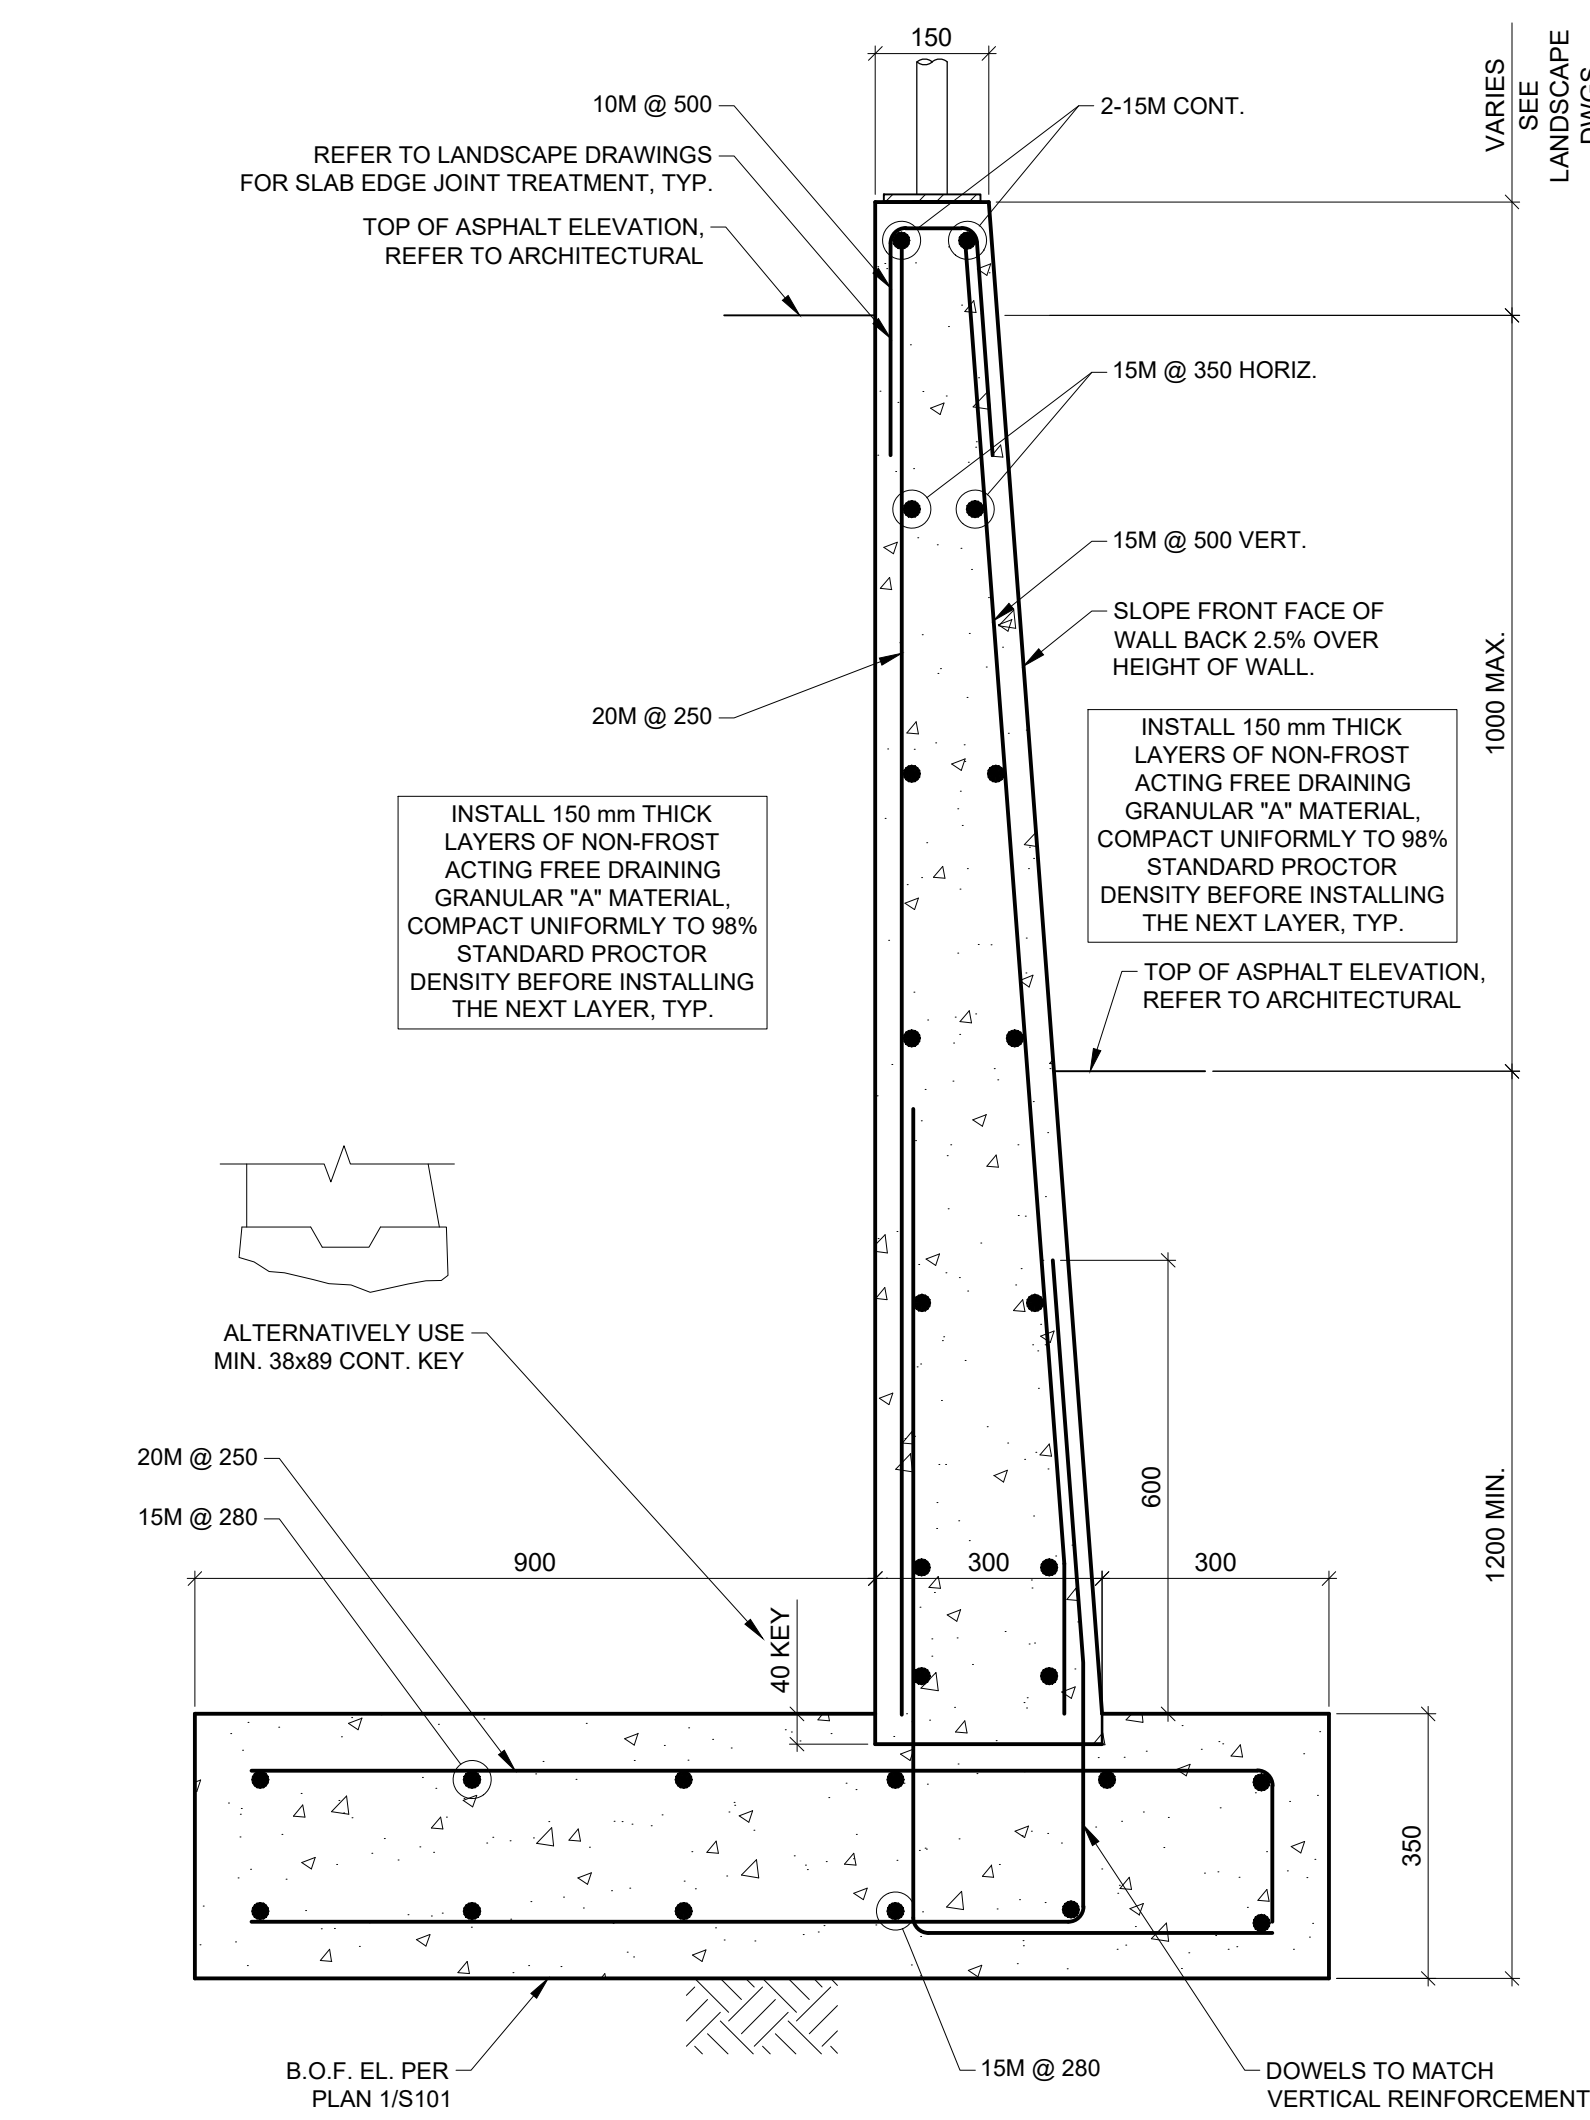 150
10M @ 500
2-15M CONT.
VARIES
SEE
LANDSCAPE
DWGS
REFER TO LANDSCAPE DRAWINGS
FOR SLAB EDGE JOINT TREATMENT, TYP.
TOP OF ASPHALT ELEVATION,
REFER TO ARCHITECTURAL
15M @ 350 HORIZ.
15M @ 500 VERT.
SLOPE FRONT FACE OF
WALL BACK 2.5% OVER
HEIGHT OF WALL.
20M @ 250
1000 MAX.
INSTALL 150 mm THICK
LAYERS OF NON-FROST
ACTING FREE DRAINING
GRANULAR "A" MATERIAL,
COMPACT UNIFORMLY TO 98%
STANDARD PROCTOR
DENSITY BEFORE INSTALLING
THE NEXT LAYER, TYP.
INSTALL 150 mm THICK
LAYERS OF NON-FROST
ACTING FREE DRAINING
GRANULAR "A" MATERIAL,
COMPACT UNIFORMLY TO 98%
STANDARD PROCTOR
DENSITY BEFORE INSTALLING
THE NEXT LAYER, TYP.
TOP OF ASPHALT ELEVATION,
REFER TO ARCHITECTURAL
ALTERNATIVELY USE
MIN. 38x89 CONT. KEY
20M @ 250
15M @ 280
600
1200 MIN.
900
300
300
40 KEY
350
B.O.F. EL. PER
PLAN 1/S101
15M @ 280
DOWELS TO MATCH
VERTICAL REINFORCEMENT